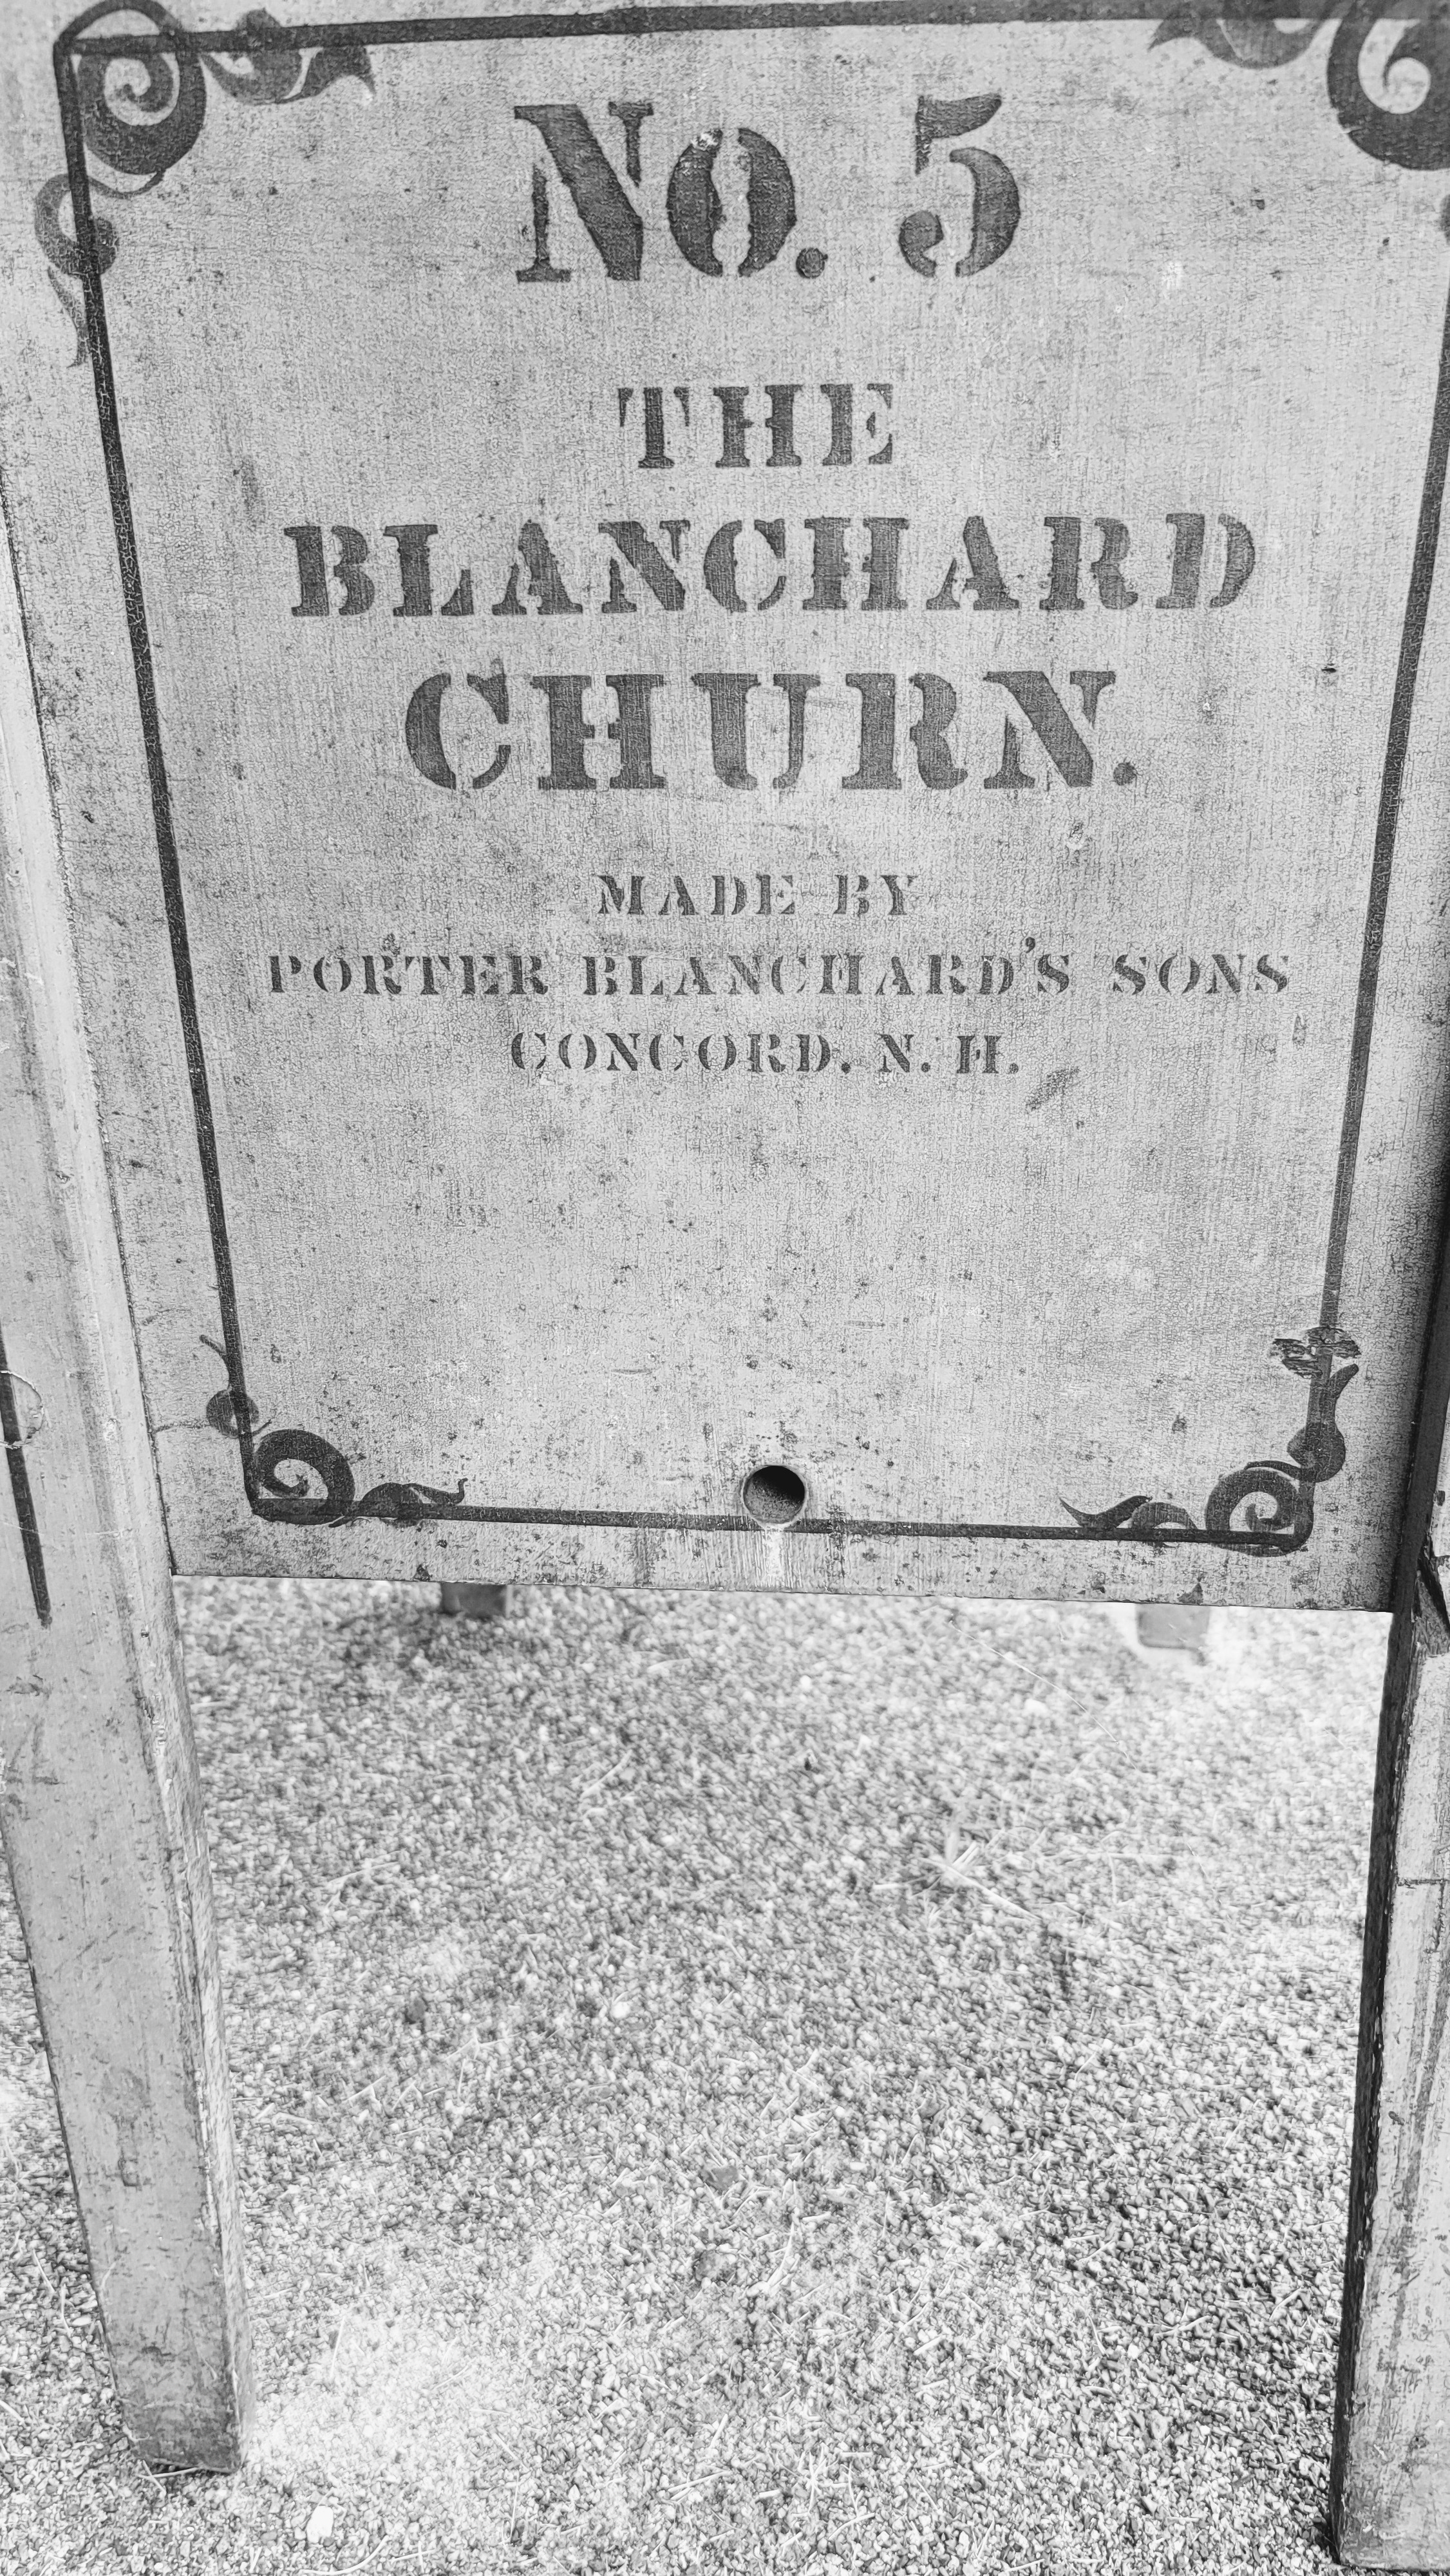 NO. 5
THE
BLANCHARD
CHURN.
MADE BY
PORTER BLANCHARD'S SONS
CONCORD. N. H.